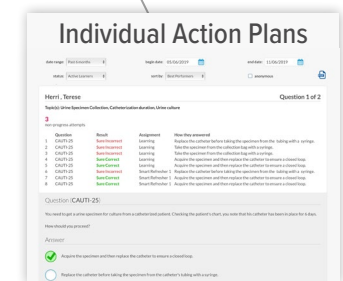 Individual Action Plans
date range: Past 6 months begin date: 05/06/2019 end date: 11/06/2019
status: Active Learners sort by: Best Performers anonymous
Herri , Terese Question 1 of 2
Topic(s): Urine Specimen Collection, Catheterization duration, Urine culture
3
non-progress attempts
Question Result Assignment How they answered
1 CAUTI-25 Sure Incorrect Learning Replace the catheter before taking the specimen from the tubing with a syringe.
2 CAUTI-25 Sure Incorrect Learning Take the specimen from the collection bag with a syringe.
3 CAUTI-25 Sure Incorrect Learning Take the specimen from the collection bag with a syringe.
4 CAUTI-25 Sure Correct Learning Acquire the specimen and then replace the catheter to ensure a closed loop.
5 CAUTI-25 Sure Correct Learning Acquire the specimen and then replace the catheter to ensure a closed loop.
6 CAUTI-25 Sure Incorrect Smart Refresher 1 Replace the catheter before taking the specimen from the tubing with a syringe.
7 CAUTI-25 Sure Correct Smart Refresher 1 Acquire the specimen and then replace the catheter to ensure a closed loop.
8 CAUTI-25 Sure Correct Smart Refresher 2 Acquire the specimen and then replace the catheter to ensure a closed loop.
Question (CAUTI-25)
You need to get a urine specimen for culture from a catheterized patient. Checking the patient's chart, you note that his catheter has been in place for 6 days.
How should you proceed?
Answer
Acquire the specimen and then replace the catheter to ensure a closed loop.
Replace the catheter before taking the specimen from the catheter's tubing with a syringe.